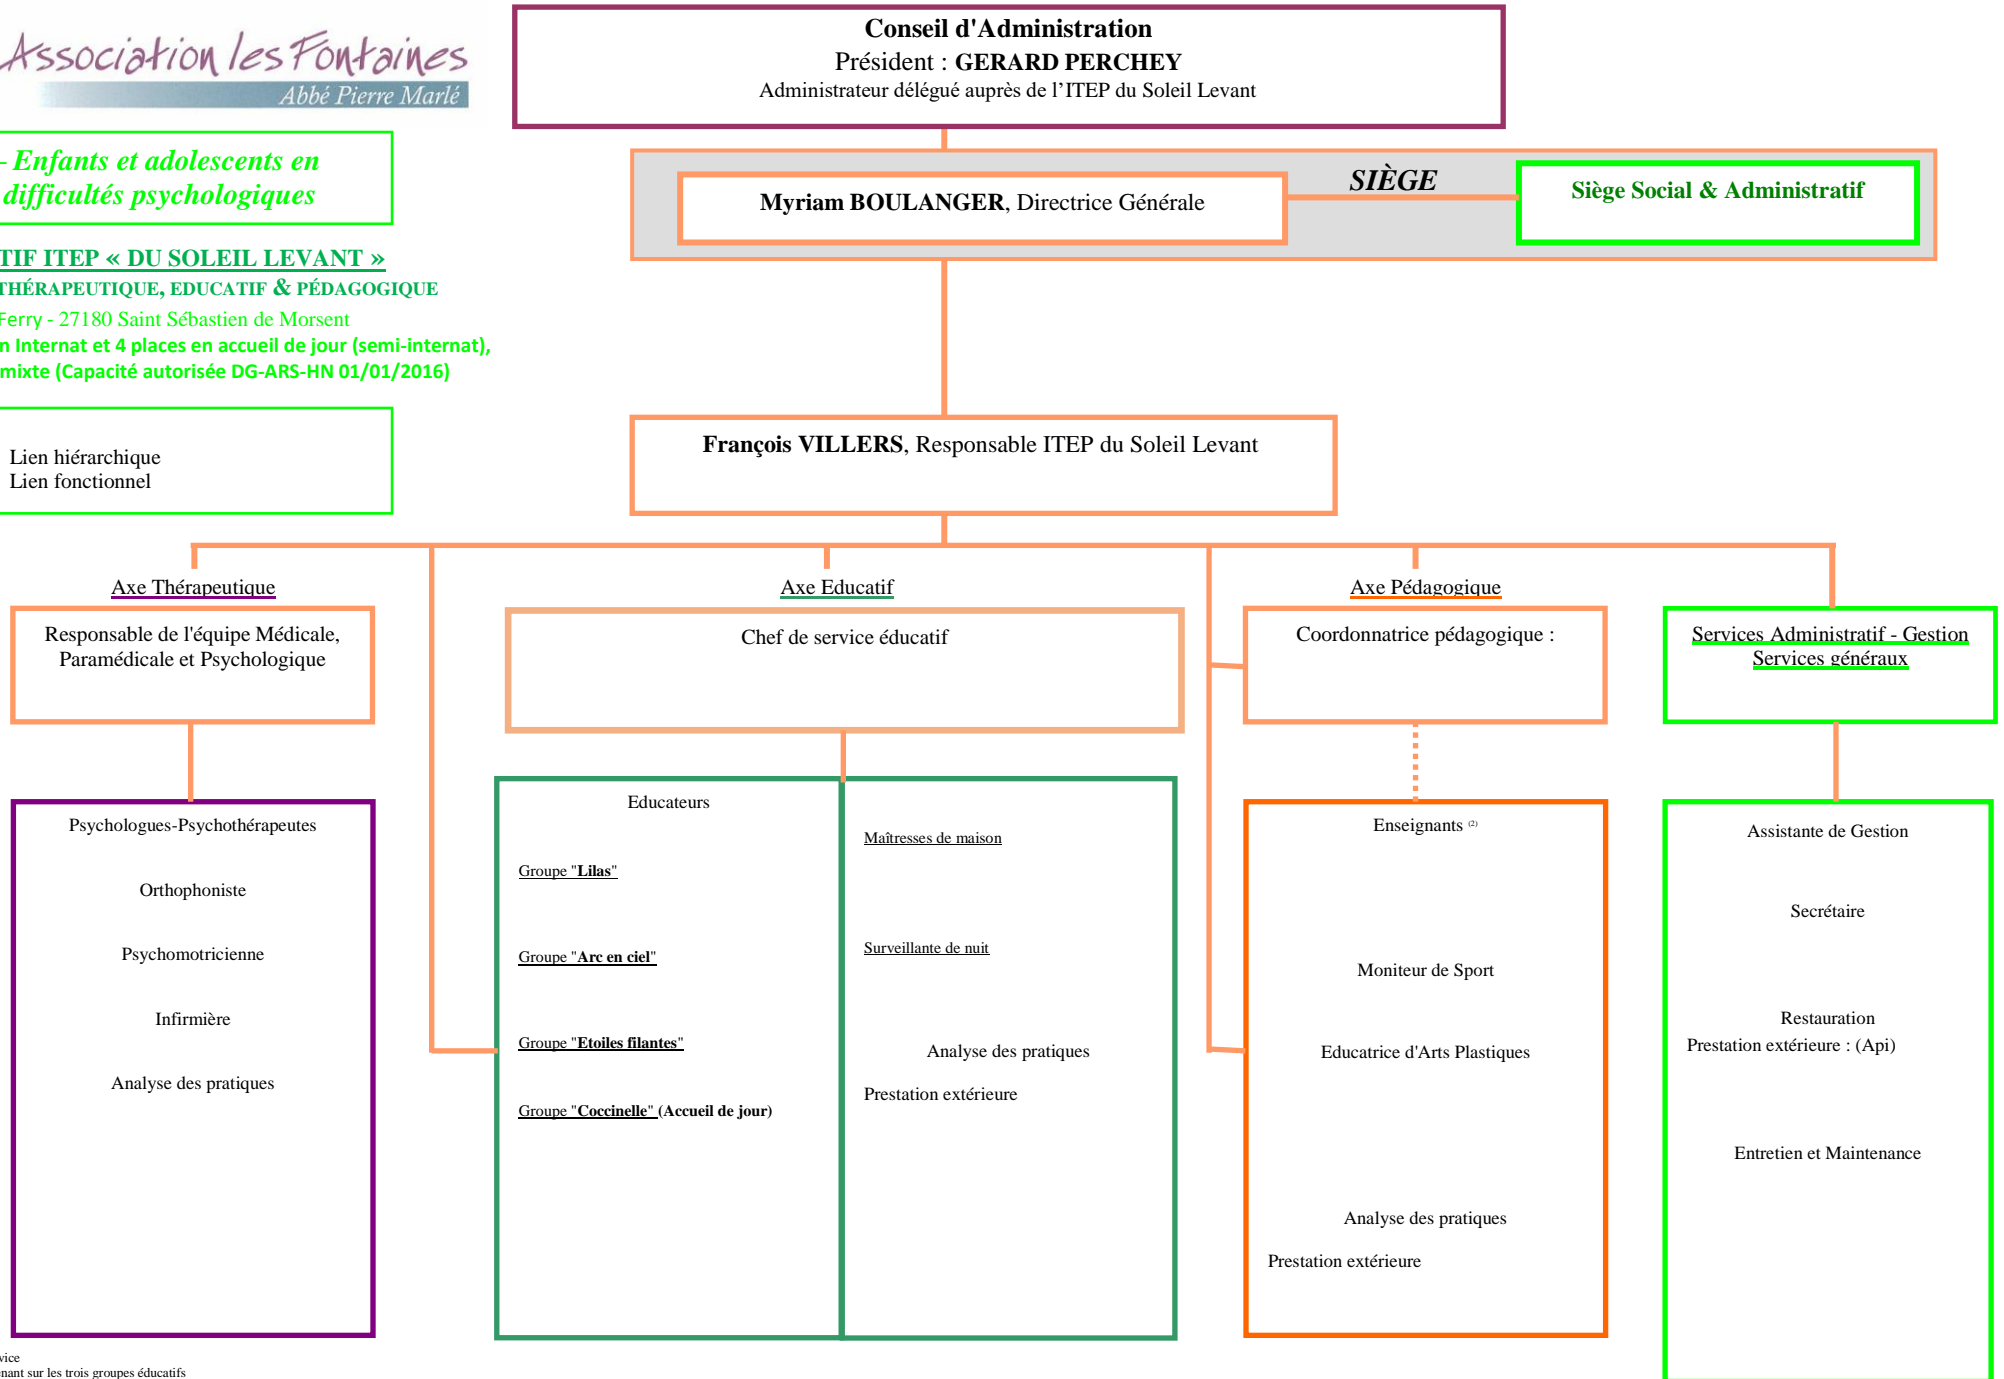 Association les Fontaines
Abbé Pierre Marlé
Conseil d'Administration
Président : GERARD PERCHEY
Administrateur délégué auprès de l’ITEP du Soleil Levant
– Enfants et adolescents en
difficultés psychologiques
SIÈGE
Myriam BOULANGER, Directrice Générale
Siège Social & Administratif
TIF ITEP « DU SOLEIL LEVANT »
THÉRAPEUTIQUE, EDUCATIF & PÉDAGOGIQUE
Ferry - 27180 Saint Sébastien de Morsent
n Internat et 4 places en accueil de jour (semi-internat),
mixte (Capacité autorisée DG-ARS-HN 01/01/2016)
Lien hiérarchique
Lien fonctionnel
François VILLERS, Responsable ITEP du Soleil Levant
Axe Thérapeutique
Responsable de l'équipe Médicale,
Paramédicale et Psychologique
Psychologues-Psychothérapeutes
Orthophoniste
Psychomotricienne
Infirmière
Analyse des pratiques
Axe Educatif
Chef de service éducatif
Educateurs
Groupe "Lilas"
Groupe "Arc en ciel"
Groupe "Etoiles filantes"
Groupe "Coccinelle" (Accueil de jour)
Maîtresses de maison
Surveillante de nuit
Analyse des pratiques
Prestation extérieure
Axe Pédagogique
Coordonnatrice pédagogique :
Enseignants (2)
Moniteur de Sport
Educatrice d'Arts Plastiques
Analyse des pratiques
Prestation extérieure
Services Administratif - Gestion
Services généraux
Assistante de Gestion
Secrétaire
Restauration
Prestation extérieure : (Api)
Entretien et Maintenance
vice
enant sur les trois groupes éducatifs